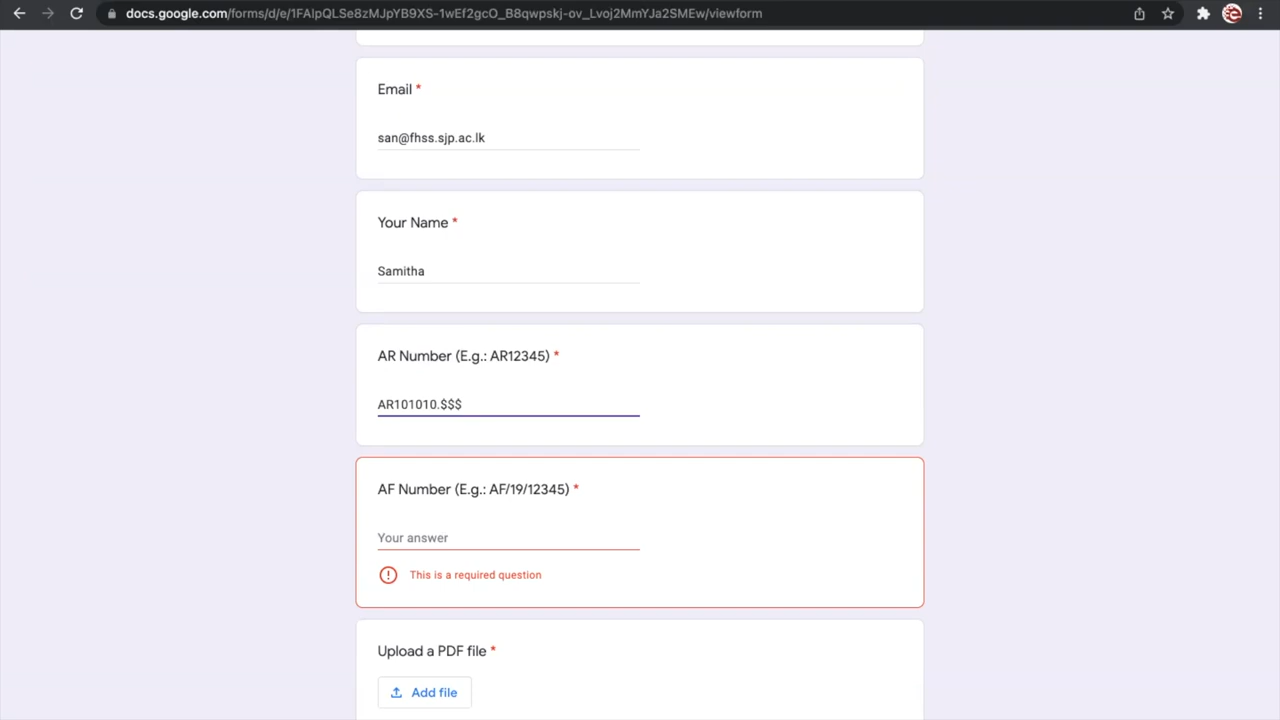 docs.google.com/forms/d/e/1FAIpQLSe8zMJpYB9XS-1wEf2gcO_B8qwpskj-ov_Lvoj2MmYJa2SMEw/viewform
Email *
san@fhss.sjp.ac.lk
Your Name *
Samitha
AR Number (E.g.: AR12345) *
AR101010.$$$
AF Number (E.g.: AF/19/12345) *
Your answer
This is a required question
Upload a PDF file *
Add file